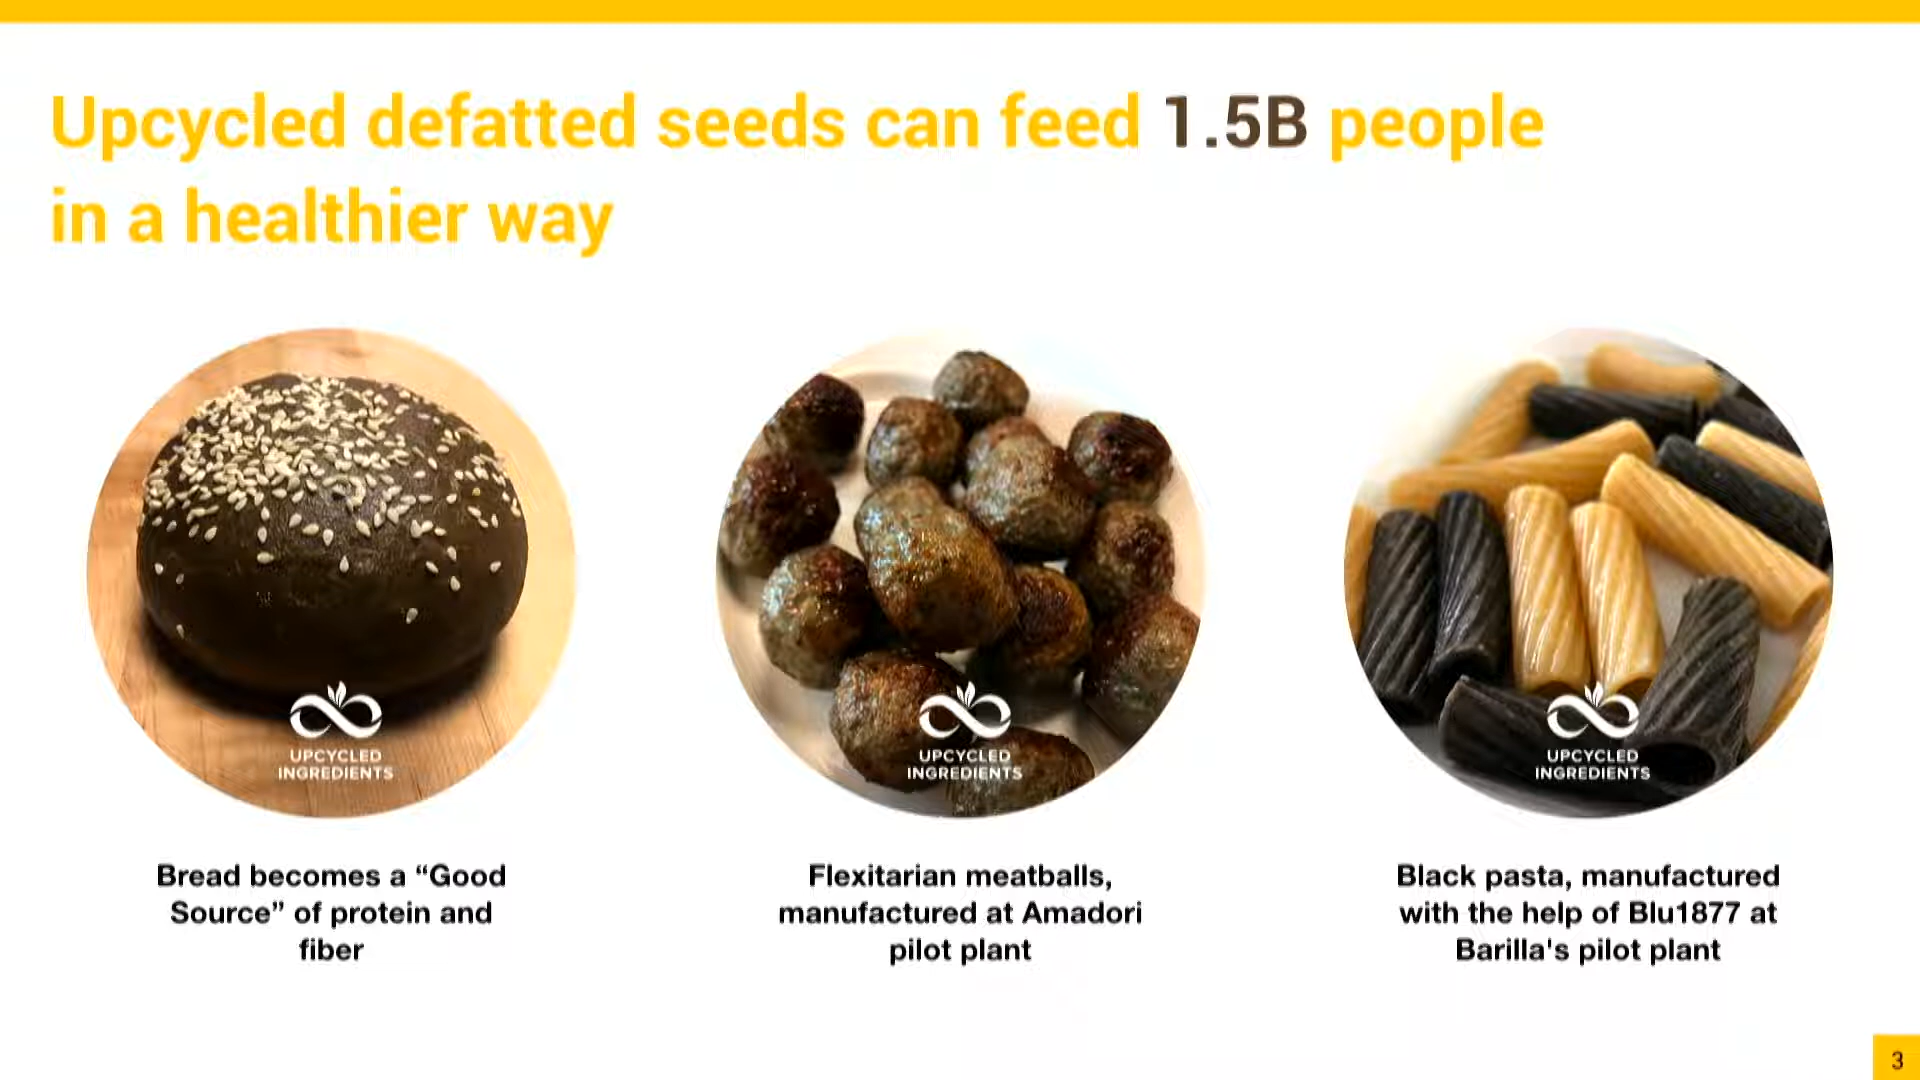 Upcycled defatted seeds can feed 1.5B people
in a healthier way
UPCYCLED
INGREDIENTS
UPCYCLED
INGREDIENTS
UPCYCLED
INGREDIENTS
Bread becomes a “Good
Source” of protein and
fiber
Flexitarian meatballs,
manufactured at Amadori
pilot plant
Black pasta, manufactured
with the help of Blu1877 at
Barilla's pilot plant
3